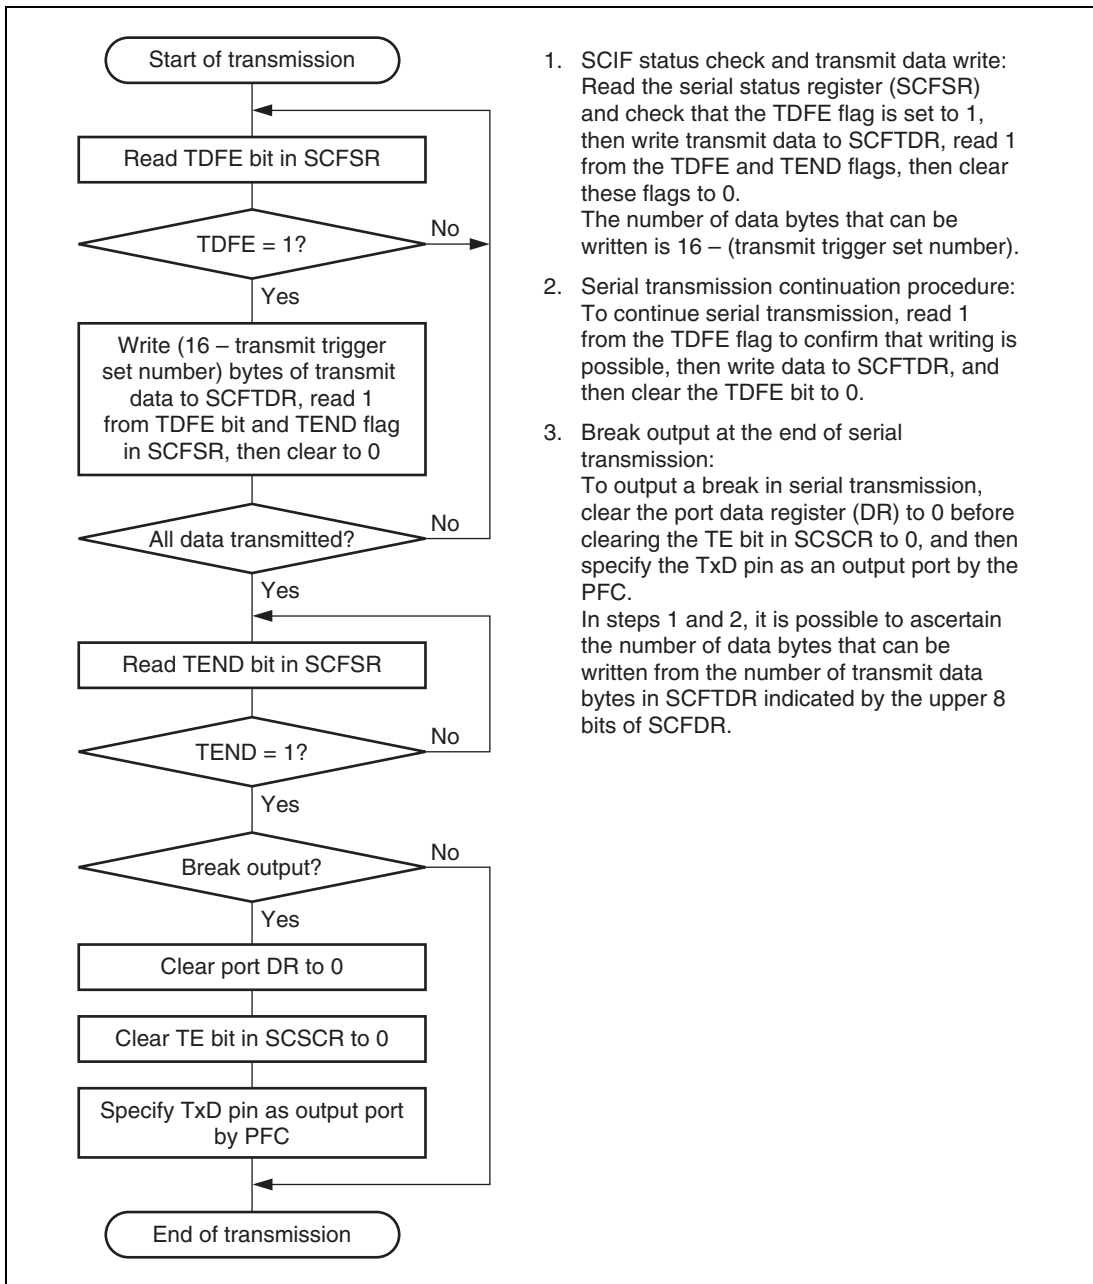 Start of transmission
Read TDFE bit in SCFSR
TDFE = 1?
No
Yes
Write (16 – transmit trigger
set number) bytes of transmit
data to SCFTDR, read 1
from TDFE bit and TEND flag
in SCFSR, then clear to 0
All data transmitted?
No
Yes
Read TEND bit in SCFSR
TEND = 1?
No
Yes
Break output?
No
Yes
Clear port DR to 0
Clear TE bit in SCSCR to 0
Specify TxD pin as output port
by PFC
End of transmission
1. SCIF status check and transmit data write:
Read the serial status register (SCFSR)
and check that the TDFE flag is set to 1,
then write transmit data to SCFTDR, read 1
from the TDFE and TEND flags, then clear
these flags to 0.
The number of data bytes that can be
written is 16 – (transmit trigger set number).
2. Serial transmission continuation procedure:
To continue serial transmission, read 1
from the TDFE flag to confirm that writing is
possible, then write data to SCFTDR, and
then clear the TDFE bit to 0.
3. Break output at the end of serial
transmission:
To output a break in serial transmission,
clear the port data register (DR) to 0 before
clearing the TE bit in SCSCR to 0, and then
specify the TxD pin as an output port by the
PFC.
In steps 1 and 2, it is possible to ascertain
the number of data bytes that can be
written from the number of transmit data
bytes in SCFTDR indicated by the upper 8
bits of SCFDR.